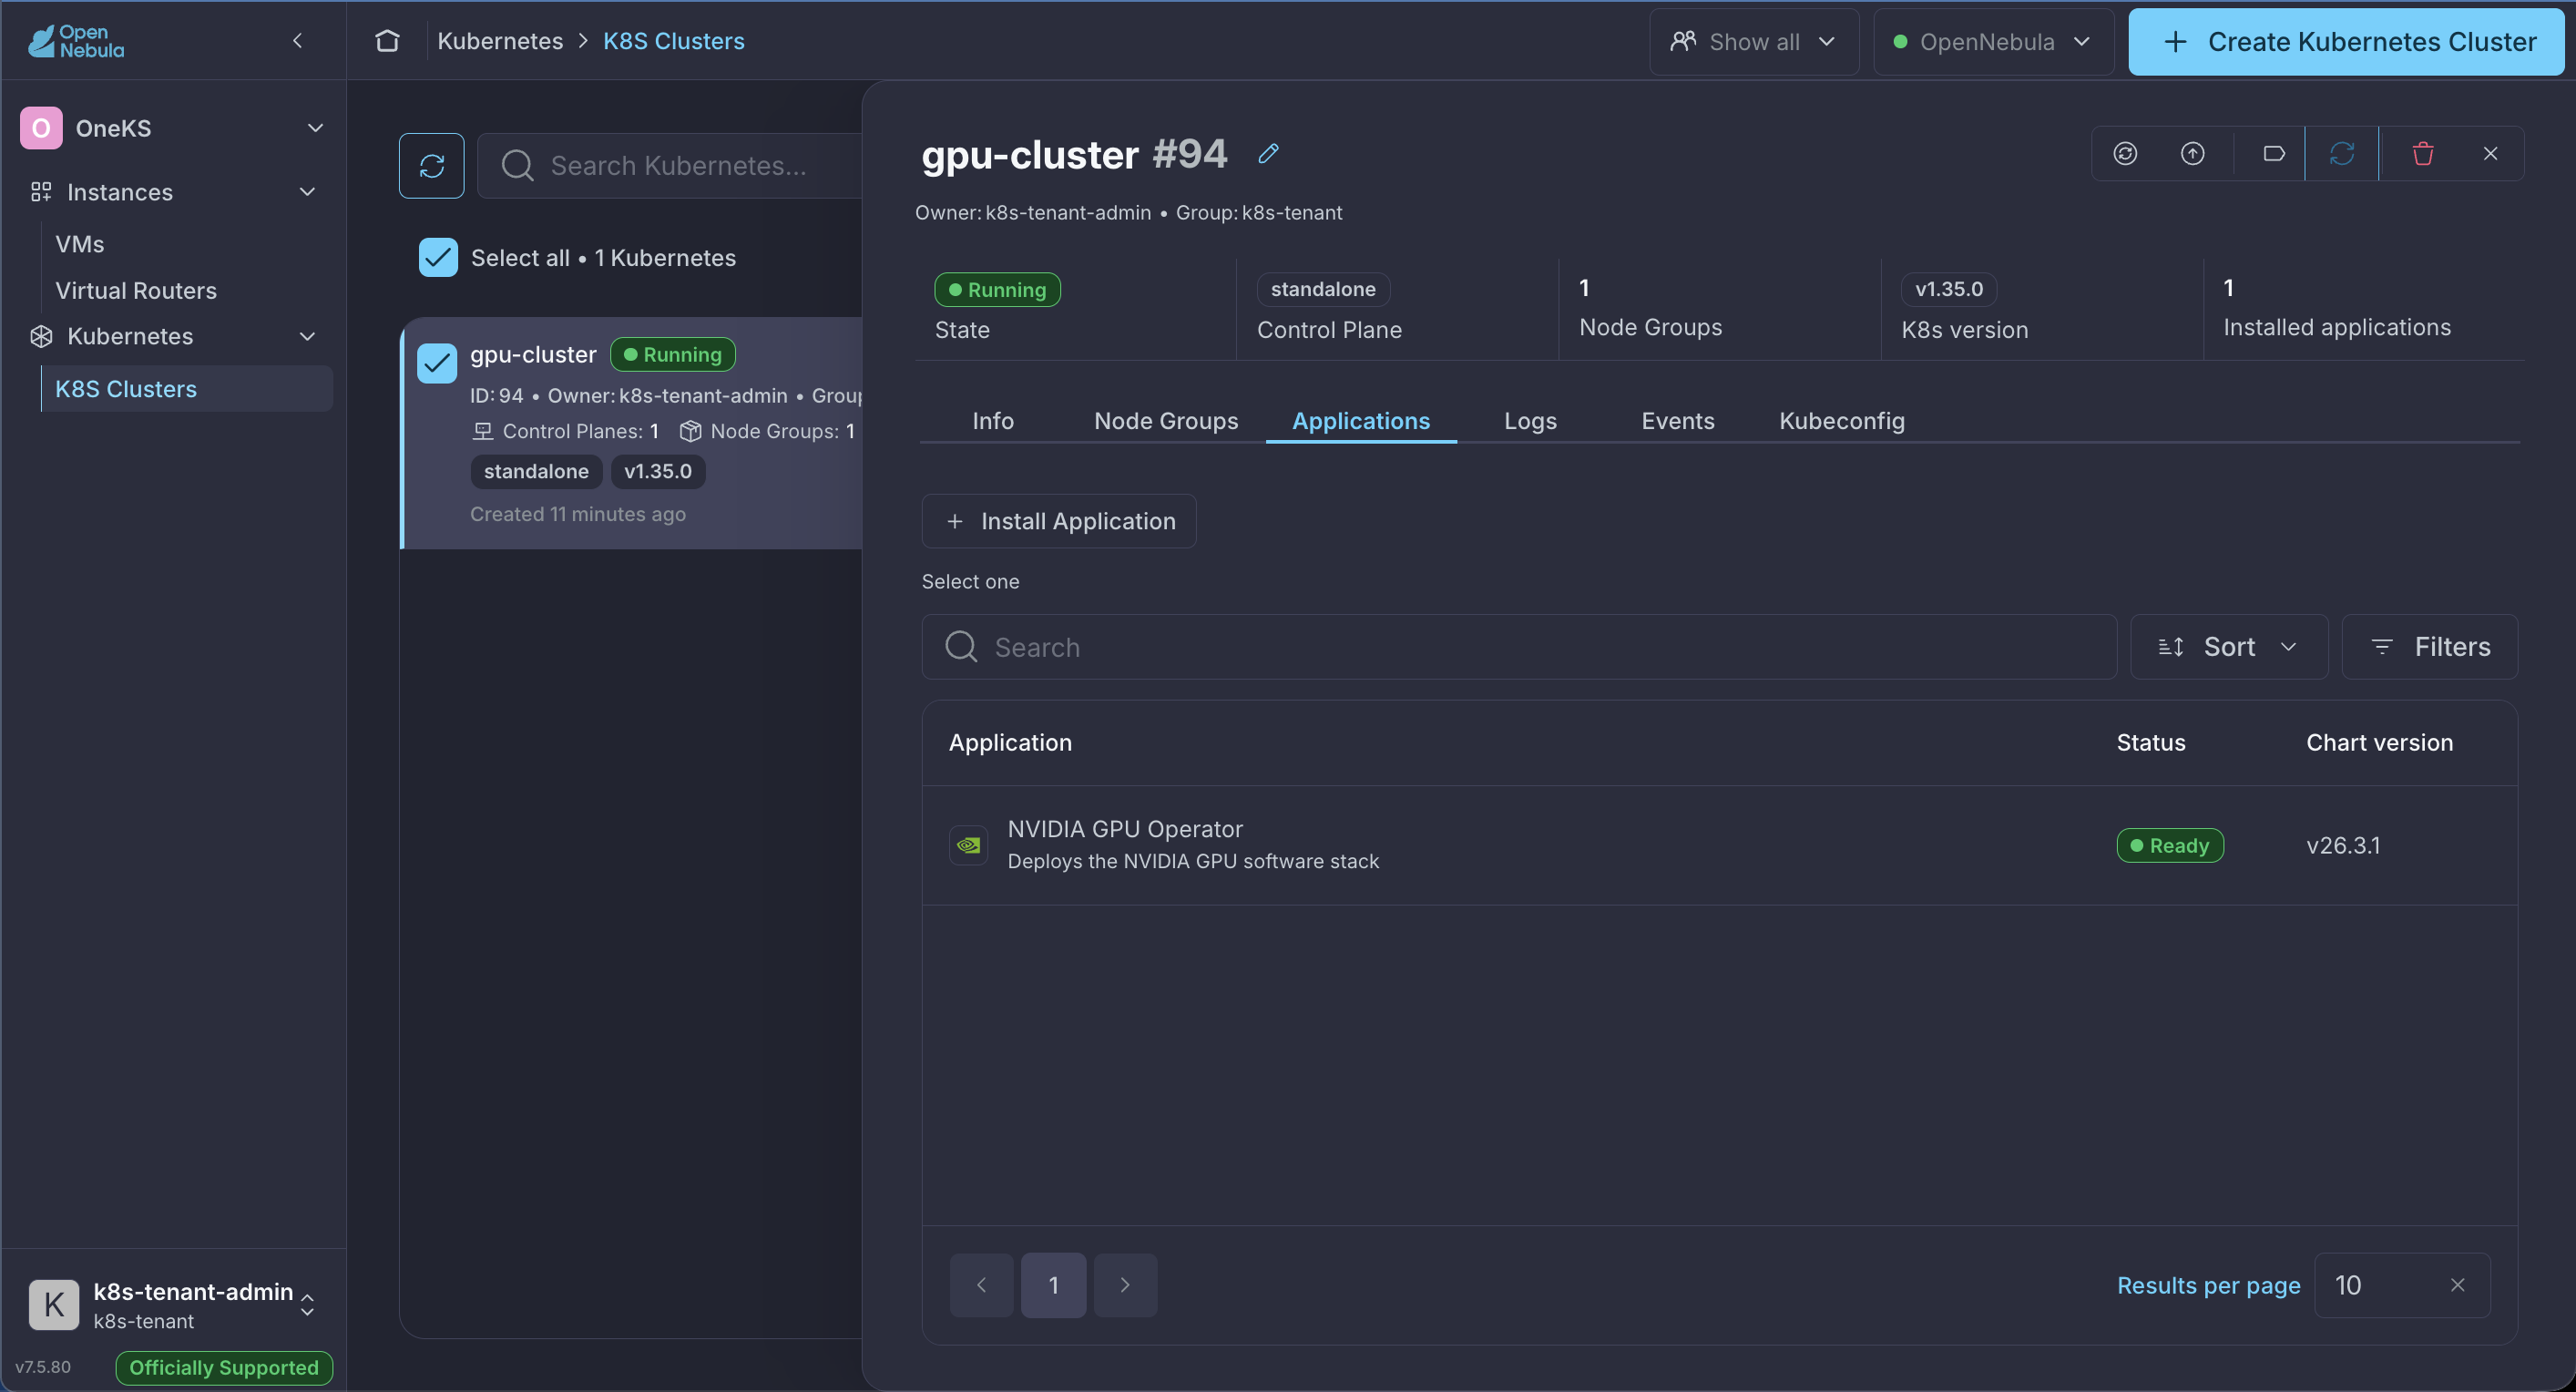 Open
Nebula
Kubernetes > K8S Clusters
Show all
OpenNebula
+ Create Kubernetes Cluster
O OneKS
Instances
VMs
Virtual Routers
Kubernetes
K8S Clusters
Search Kubernetes...
Select all • 1 Kubernetes
gpu-cluster Running
ID: 94 • Owner: k8s-tenant-admin • Group
Control Planes: 1 Node Groups: 1
standalone v1.35.0
Created 11 minutes ago
gpu-cluster #94
Owner: k8s-tenant-admin • Group: k8s-tenant
Running
State
standalone
Control Plane
1
Node Groups
v1.35.0
K8s version
1
Installed applications
Info Node Groups Applications Logs Events Kubeconfig
+ Install Application
Select one
Search
Sort
Filters
Application Status Chart version
NVIDIA GPU Operator
Deploys the NVIDIA GPU software stack
Ready
v26.3.1
1
Results per page 10
K
k8s-tenant-admin
k8s-tenant
v7.5.80 Officially Supported